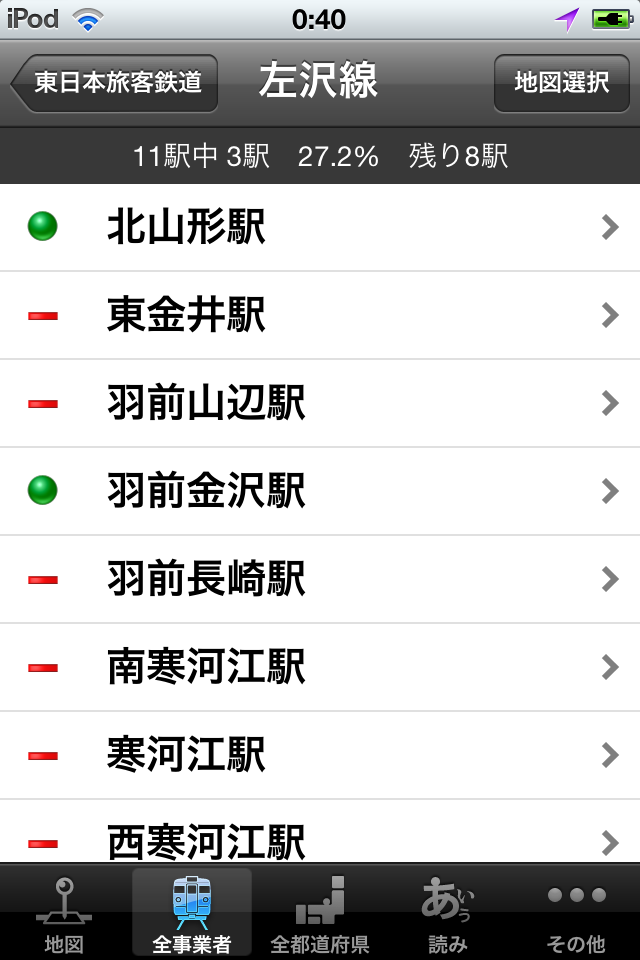 iPod 0:40
東日本旅客鉄道 左沢線 地図選択
11駅中 3駅 27.2% 残り8駅
北山形駅
東金井駅
羽前山辺駅
羽前金沢駅
羽前長崎駅
南寒河江駅
寒河江駅
西寒河江駅
あいう
地図 全事業者 全都道府県 読み その他